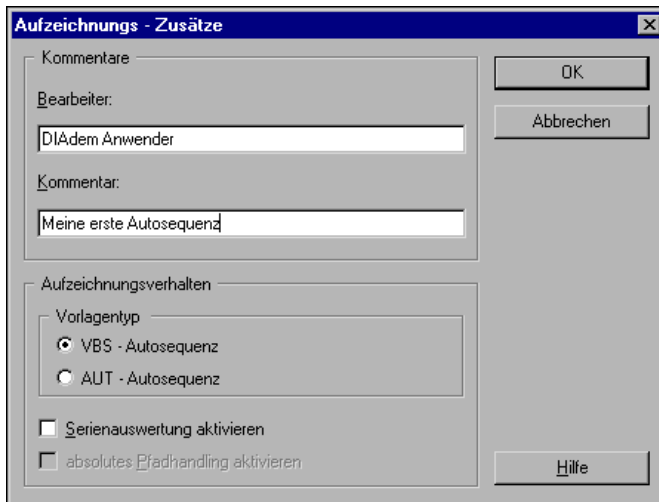 Aufzeichnungs - Zusätze
Kommentare
Bearbeiter:
DIAdem Anwender
Kommentar:
Meine erste Autosequenz
Aufzeichnungsverhalten
Vorlagentyp
VBS - Autosequenz
AUT - Autosequenz
Serienauswertung aktivieren
absolutes Pfadhandling aktivieren
OK
Abbrechen
Hilfe